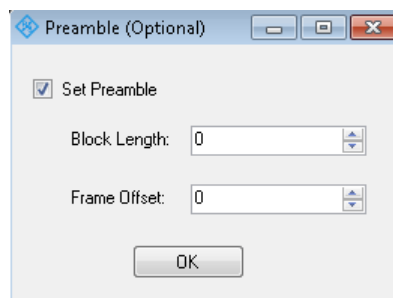 Preamble (Optional)
Set Preamble
Block Length: 0
Frame Offset: 0
OK